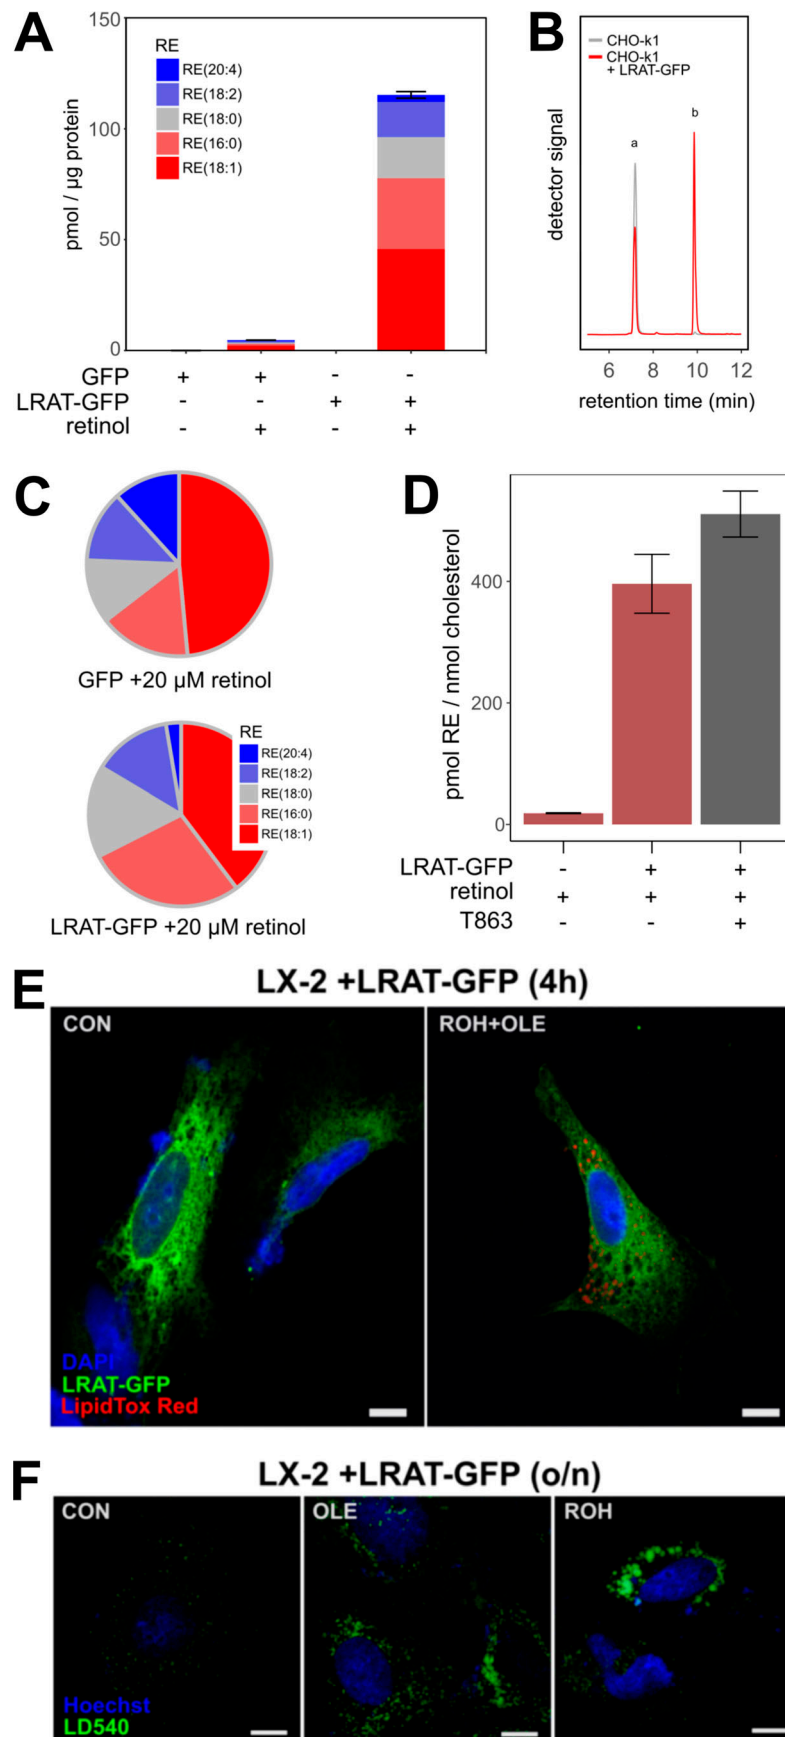 A
150
100
50
0
pmol / µg protein
RE
RE(20:4)
RE(18:2)
RE(18:0)
RE(16:0)
RE(18:1)
GFP + + - -
LRAT-GFP - - + +
retinol - + - +
B
CHO-k1
CHO-k1
+ LRAT-GFP
a
b
detector signal
6 8 10 12
retention time (min)
C
GFP +20 µM retinol
RE
RE(20:4)
RE(18:2)
RE(18:0)
RE(16:0)
RE(18:1)
LRAT-GFP +20 µM retinol
D
pmol RE / nmol cholesterol
400
200
0
LRAT-GFP - + +
retinol + + +
T863 - - +
E
LX-2 +LRAT-GFP (4h)
CON
ROH+OLE
DAPI
LRAT-GFP
LipidTox Red
F
LX-2 +LRAT-GFP (o/n)
CON
OLE
ROH
Hoechst
LD540